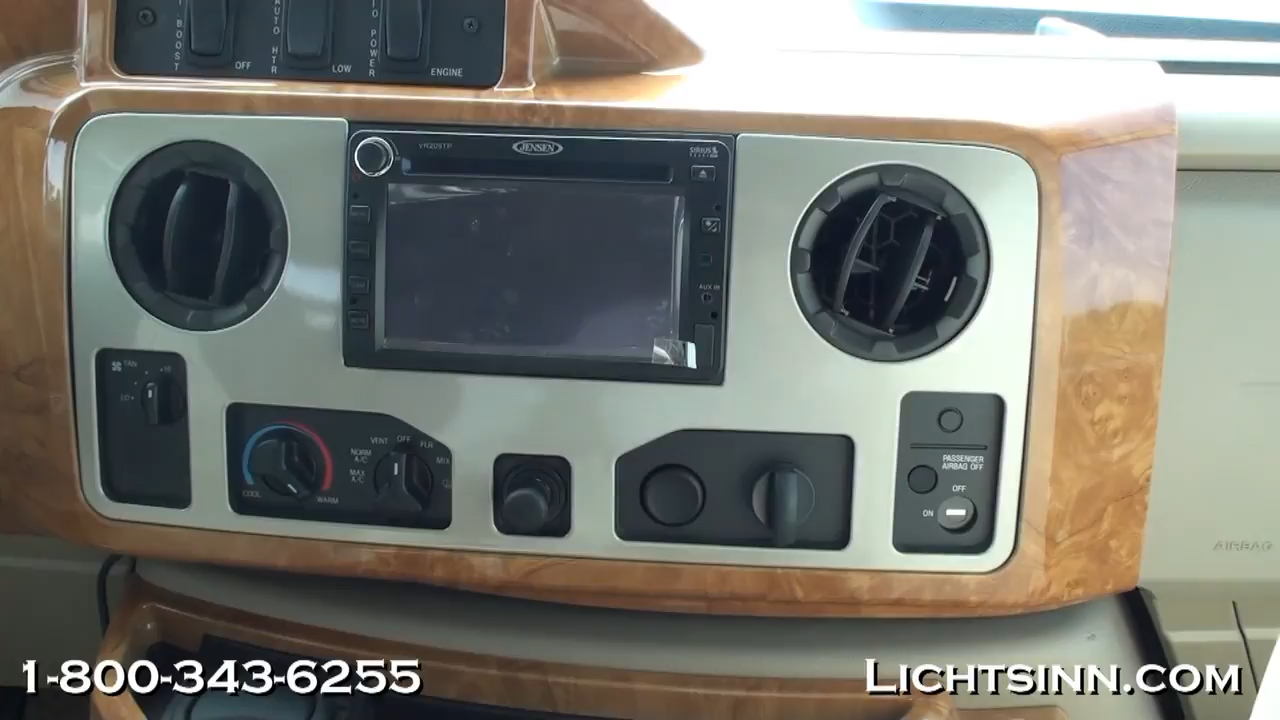 BOOST
OFF
AUTO HTR
LOW
POWER
ENGINE
JENSEN
SIRIUS
AUX IN
FAN
HI
LO
COOL
WARM
MAX A/C
NORM A/C
VENT
OFF
FLR
MIX
PASSENGER
AIRBAG OFF
OFF
ON
AIRBAG
1-800-343-6255
LICHTSINN.COM